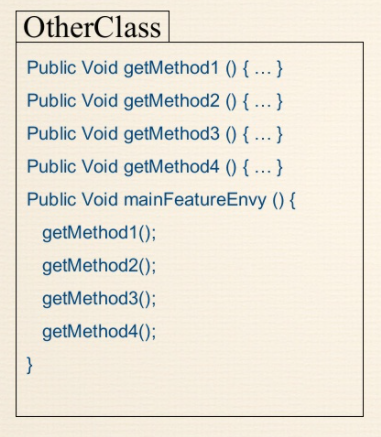 OtherClass
Public Void getMethod1 () { … }
Public Void getMethod2 () { … }
Public Void getMethod3 () { … }
Public Void getMethod4 () { … }
Public Void mainFeatureEnvy () {
getMethod1();
getMethod2();
getMethod3();
getMethod4();
}